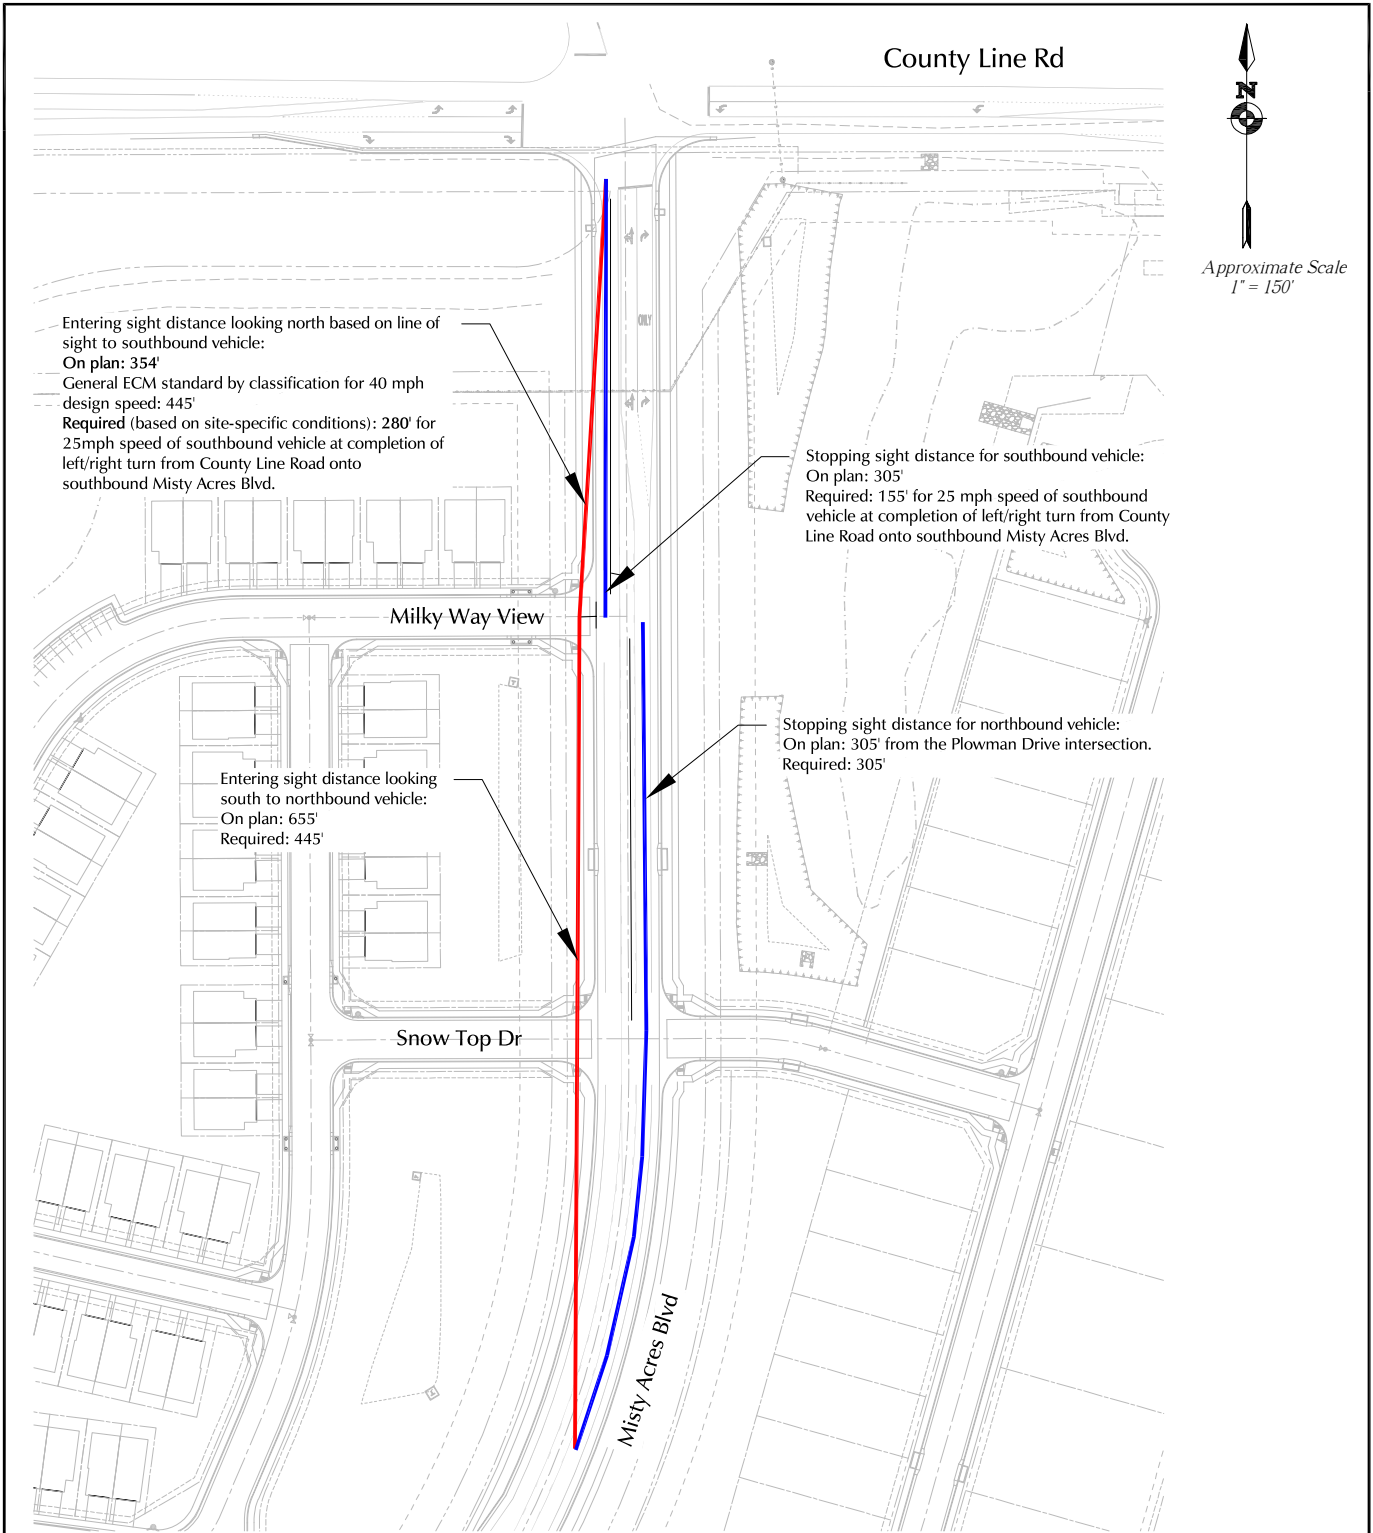 County Line Rd
N
Approximate Scale
1" = 150'
Entering sight distance looking north based on line of
sight to southbound vehicle:
On plan: 354'
General ECM standard by classification for 40 mph
design speed: 445'
Required (based on site-specific conditions): 280' for
25mph speed of southbound vehicle at completion of
left/right turn from County Line Road onto
southbound Misty Acres Blvd.
ONLY
Stopping sight distance for southbound vehicle:
On plan: 305'
Required: 155' for 25 mph speed of southbound
vehicle at completion of left/right turn from County
Line Road onto southbound Misty Acres Blvd.
Milky Way View
Stopping sight distance for northbound vehicle:
On plan: 305' from the Plowman Drive intersection.
Required: 305'
Entering sight distance looking
south to northbound vehicle:
On plan: 655'
Required: 445'
Snow Top Dr
Misty Acres Blvd